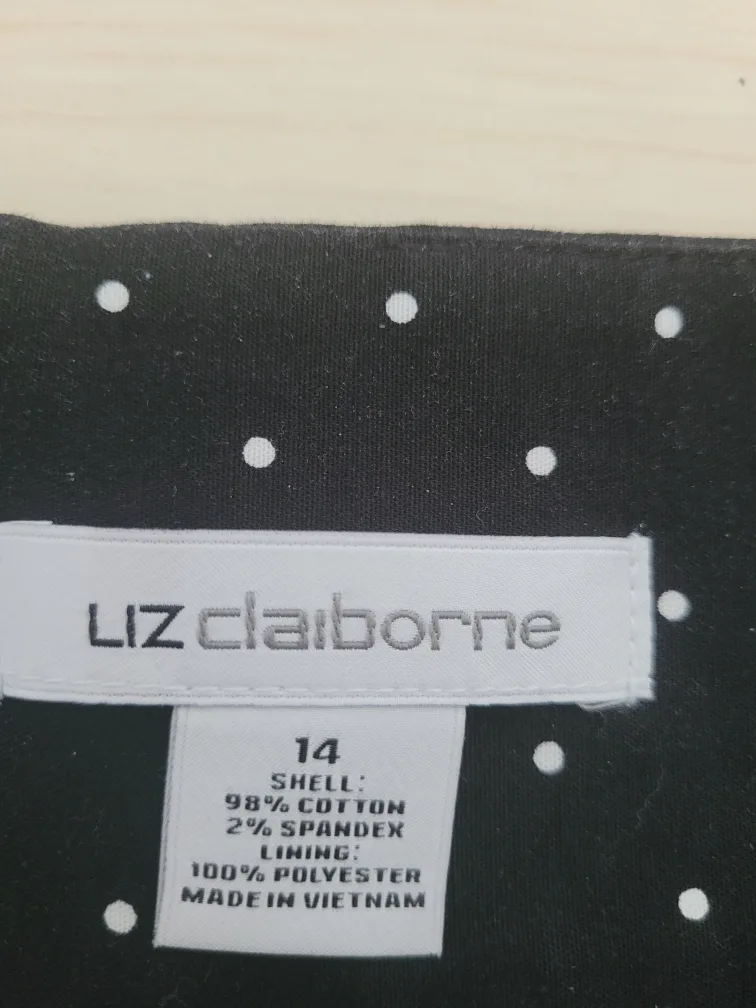 LIZ claiborne
14
SHELL:
98% COTTON
2% SPANDEX
LINING:
100% POLYESTER
MADE IN VIETNAM